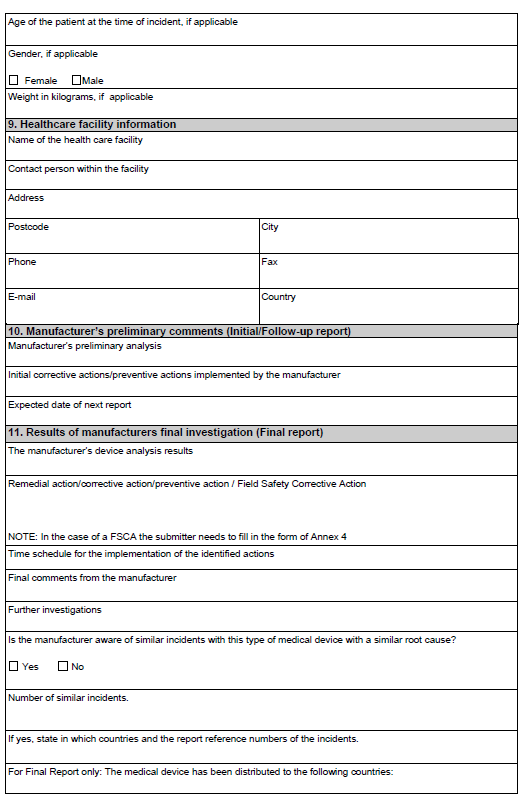 Age of the patient at the time of incident, if applicable
Gender, if applicable
Female Male
Weight in kilograms, if applicable
9. Healthcare facility information
Name of the health care facility
Contact person within the facility
Address
Postcode City
Phone Fax
E-mail Country
10. Manufacturer's preliminary comments (Initial/Follow-up report)
Manufacturer's preliminary analysis
Initial corrective actions/preventive actions implemented by the manufacturer
Expected date of next report
11. Results of manufacturers final investigation (Final report)
The manufacturer's device analysis results
Remedial action/corrective action/preventive action / Field Safety Corrective Action
NOTE: In the case of a FSCA the submitter needs to fill in the form of Annex 4
Time schedule for the implementation of the identified actions
Final comments from the manufacturer
Further investigations
Is the manufacturer aware of similar incidents with this type of medical device with a similar root cause?
Yes No
Number of similar incidents.
If yes, state in which countries and the report reference numbers of the incidents.
For Final Report only: The medical device has been distributed to the following countries: